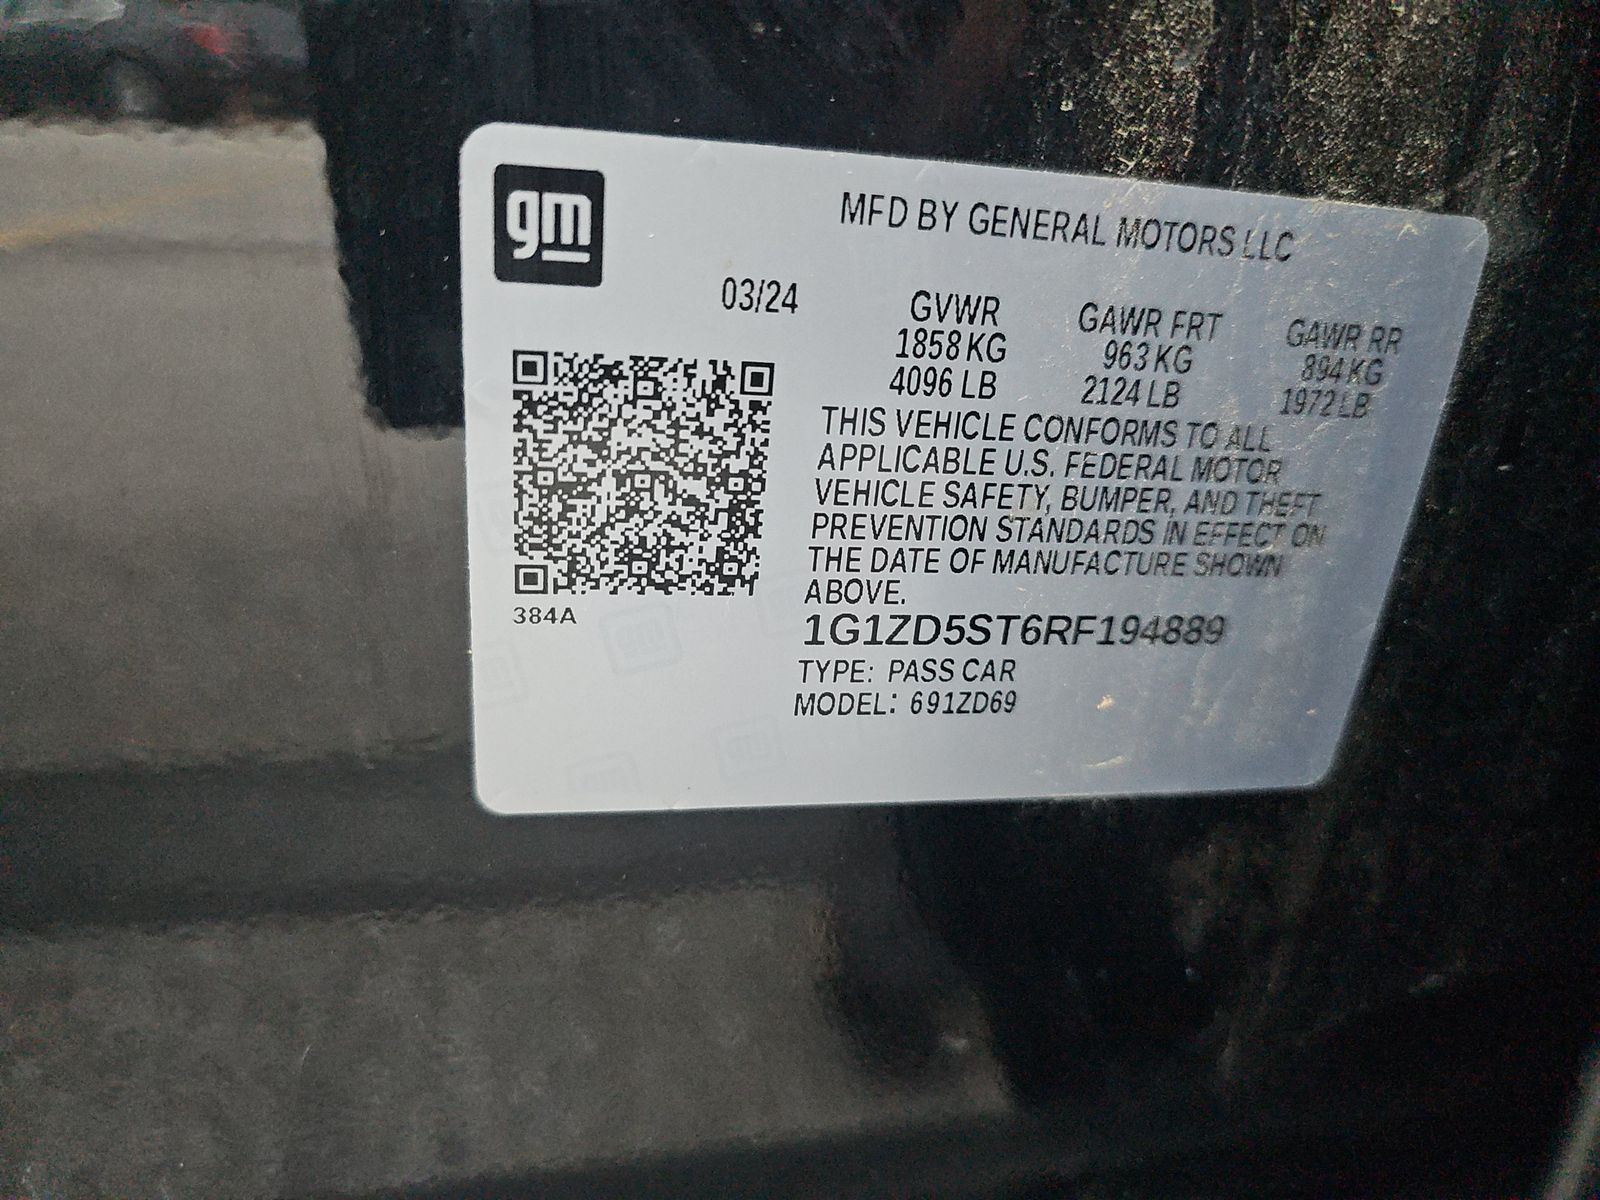 gm
MFD BY GENERAL MOTORS LLC
03/24
GVWR GAWR FRT GAWR RR
1858 KG 963 KG 894 KG
4096 LB 2124 LB 1972 LB
THIS VEHICLE CONFORMS TO ALL
APPLICABLE U.S. FEDERAL MOTOR
VEHICLE SAFETY, BUMPER, AND THEFT
PREVENTION STANDARDS IN EFFECT ON
THE DATE OF MANUFACTURE SHOWN
ABOVE.
384A
1G1ZD5ST6RF194889
TYPE: PASS CAR
MODEL: 691ZD69